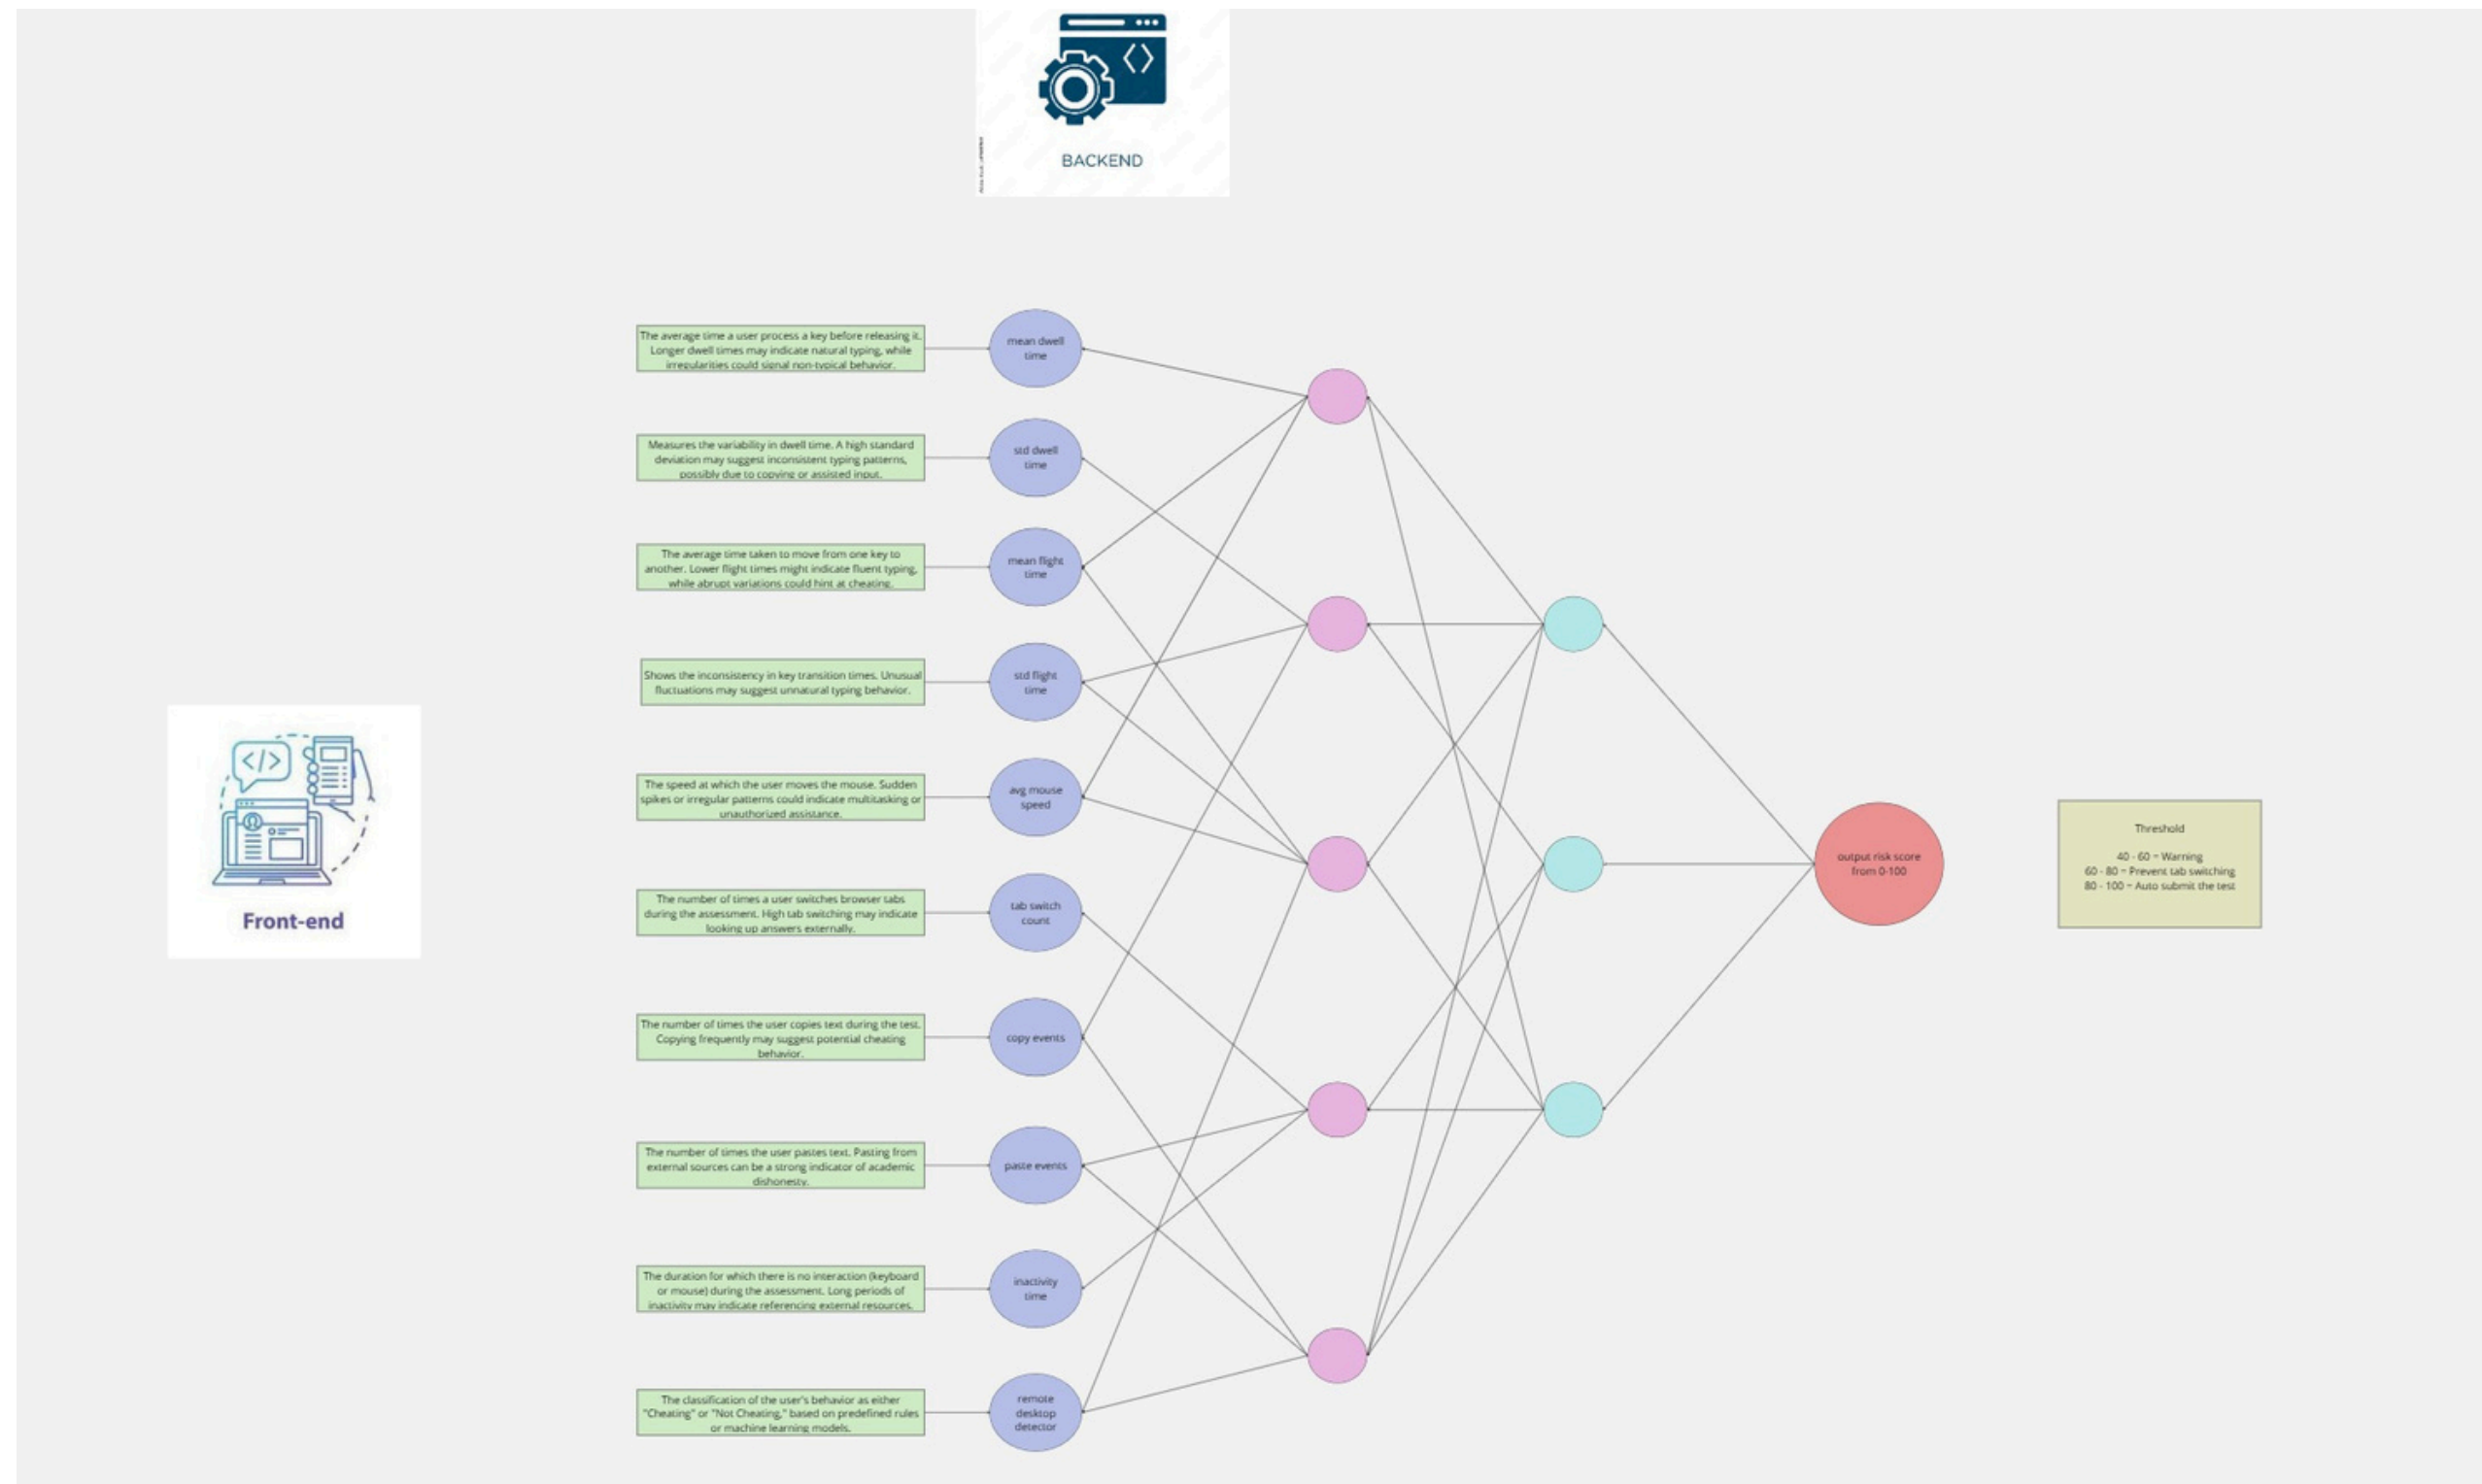 BACKEND
The average time a user process a key before releasing it.
Longer dwell times may indicate natural typing, while
irregularities could signal non-typical behavior.
mean dwell
time
Measures the variability in dwell time. A high standard
deviation may suggest inconsistent typing patterns,
possibly due to copying or assisted input.
std dwell
time
The average time taken to move from one key to
another. Lower flight times might indicate fluent typing,
while abrupt variations could hint at cheating.
mean flight
time
Shows the inconsistency in key transition times. Unusual
fluctuations may suggest unnatural typing behavior.
std flight
time
The speed at which the user moves the mouse. Sudden
spikes or irregular patterns could indicate multitasking or
unauthorized assistance.
avg mouse
speed
The number of times a user switches browser tabs
during the assessment. High tab switching may indicate
looking up answers externally.
tab switch
count
The number of times the user copies text during the test.
Copying frequently may suggest potential cheating
behavior.
copy events
The number of times the user pastes text. Pasting from
external sources can be a strong indicator of academic
dishonesty.
paste events
The duration for which there is no interaction (keyboard
or mouse) during the assessment. Long periods of
inactivity may indicate referencing external resources.
inactivity
time
The classification of the user's behavior as either
"Cheating" or "Not Cheating," based on predefined rules
or machine learning models.
remote
desktop
detector
Front-end
output risk score
from 0-100
Threshold
40 - 60 = Warning
60 - 80 = Prevent tab switching
80 - 100 = Auto submit the test